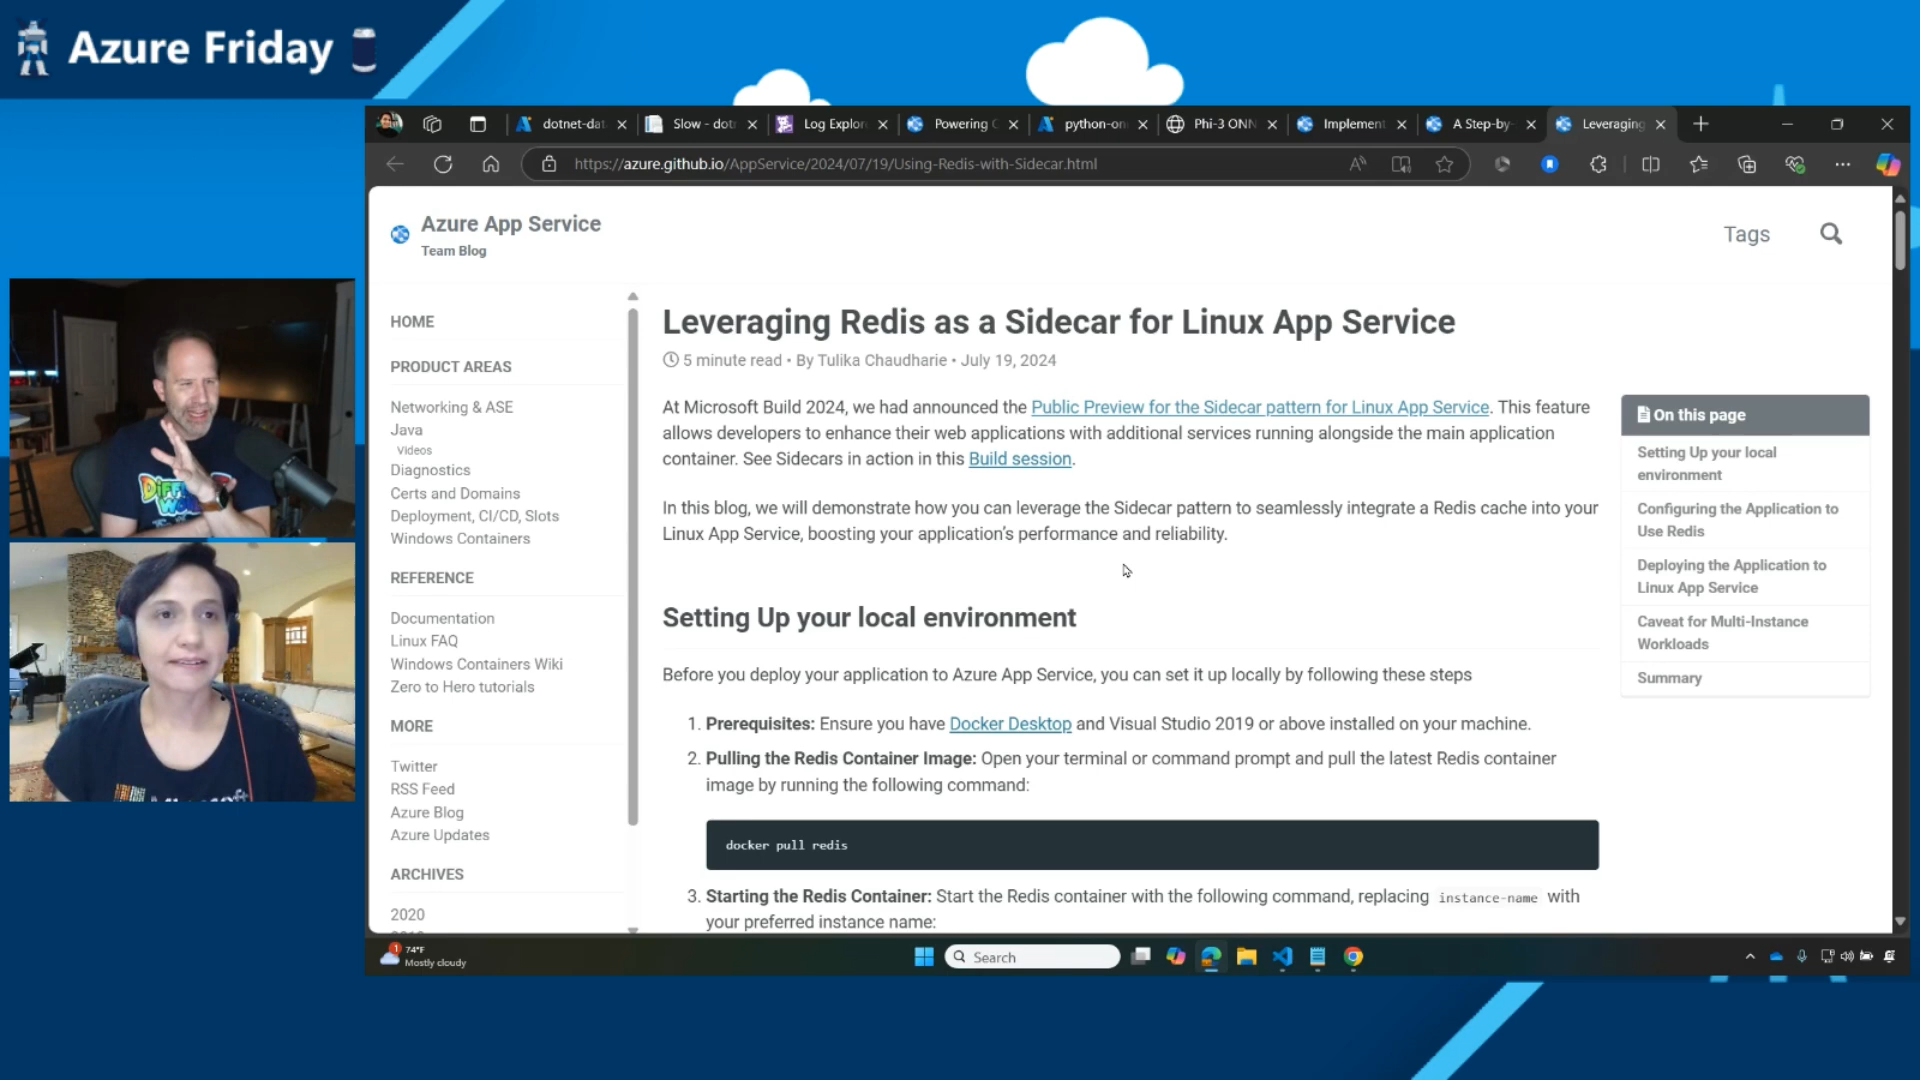 Azure Friday
dotnet-dat
Slow - dotr
Log Explor
Powering C
python-on
Phi-3 ONN
Implement
A Step-by-
Leveraging
https://azure.github.io/AppService/2024/07/19/Using-Redis-with-Sidecar.html
Azure App Service
Team Blog
Tags
HOME
PRODUCT AREAS
Networking & ASE
Java
Videos
Diagnostics
Certs and Domains
Deployment, CI/CD, Slots
Windows Containers
REFERENCE
Documentation
Linux FAQ
Windows Containers Wiki
Zero to Hero tutorials
MORE
Twitter
RSS Feed
Azure Blog
Azure Updates
ARCHIVES
2020
Leveraging Redis as a Sidecar for Linux App Service
5 minute read • By Tulika Chaudharie • July 19, 2024
At Microsoft Build 2024, we had announced the Public Preview for the Sidecar pattern for Linux App Service. This feature
allows developers to enhance their web applications with additional services running alongside the main application
container. See Sidecars in action in this Build session.
In this blog, we will demonstrate how you can leverage the Sidecar pattern to seamlessly integrate a Redis cache into your
Linux App Service, boosting your application's performance and reliability.
Setting Up your local environment
Before you deploy your application to Azure App Service, you can set it up locally by following these steps
1. Prerequisites: Ensure you have Docker Desktop and Visual Studio 2019 or above installed on your machine.
2. Pulling the Redis Container Image: Open your terminal or command prompt and pull the latest Redis container
image by running the following command:
docker pull redis
3. Starting the Redis Container: Start the Redis container with the following command, replacing instance-name with
your preferred instance name:
On this page
Setting Up your local
environment
Configuring the Application to
Use Redis
Deploying the Application to
Linux App Service
Caveat for Multi-Instance
Workloads
Summary
1
74°F
Mostly cloudy
Search